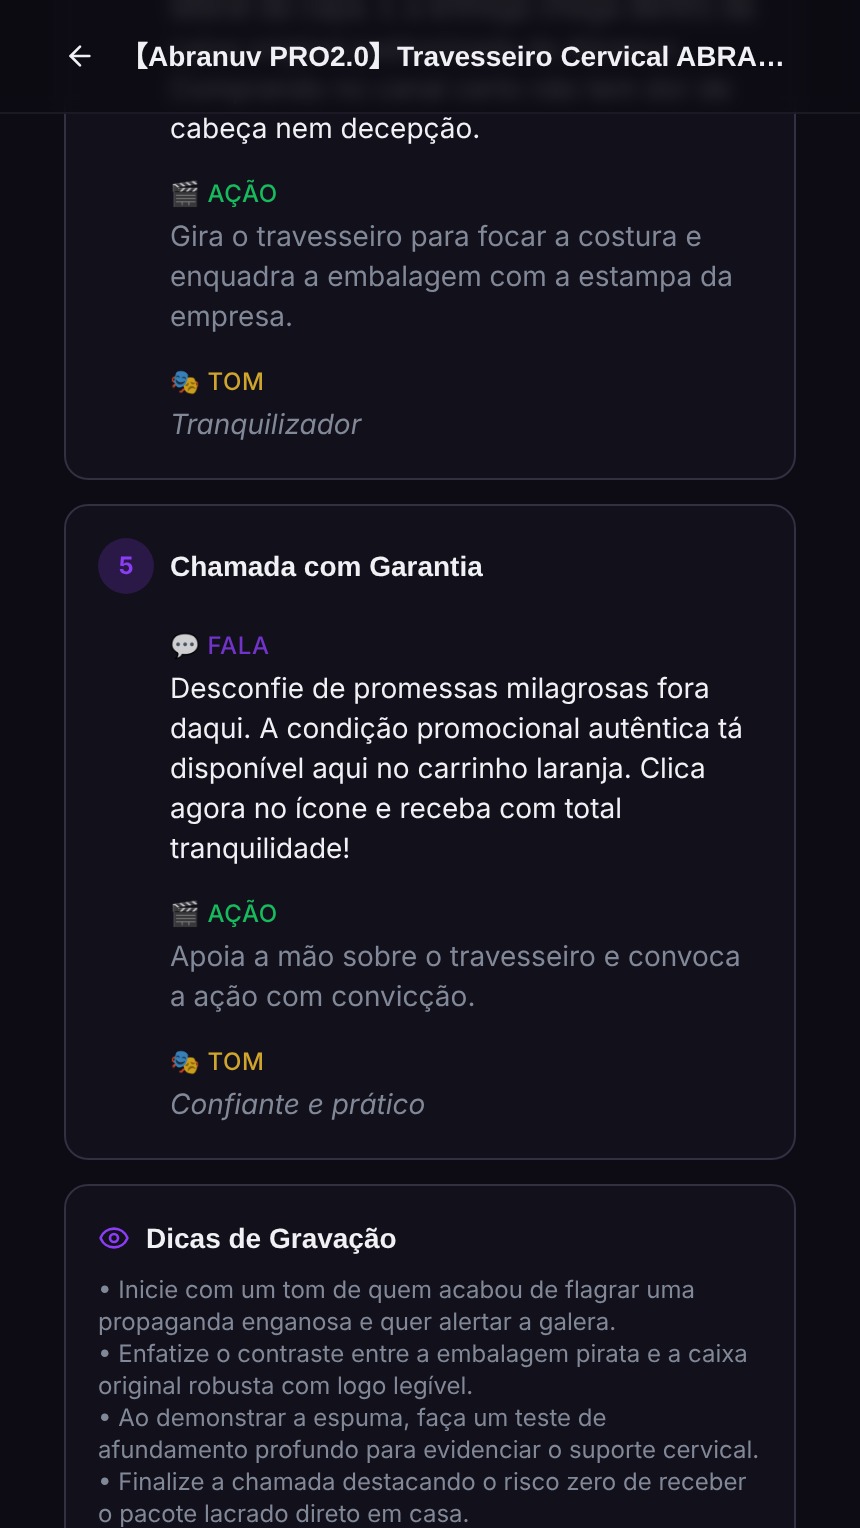 【Abranuv PRO2.0】Travesseiro Cervical ABRA...
cabeça nem decepção.
🎬 AÇÃO
Gira o travesseiro para focar a costura e
enquadra a embalagem com a estampa da
empresa.
🎭 TOM
Tranquilizador
5 Chamada com Garantia
💬 FALA
Desconfie de promessas milagrosas fora
daqui. A condição promocional autêntica tá
disponível aqui no carrinho laranja. Clica
agora no ícone e receba com total
tranquilidade!
🎬 AÇÃO
Apoia a mão sobre o travesseiro e convoca
a ação com convicção.
🎭 TOM
Confiante e prático
Dicas de Gravação
• Inicie com um tom de quem acabou de flagrar uma
propaganda enganosa e quer alertar a galera.
• Enfatize o contraste entre a embalagem pirata e a caixa
original robusta com logo legível.
• Ao demonstrar a espuma, faça um teste de
afundamento profundo para evidenciar o suporte cervical.
• Finalize a chamada destacando o risco zero de receber
o pacote lacrado direto em casa.